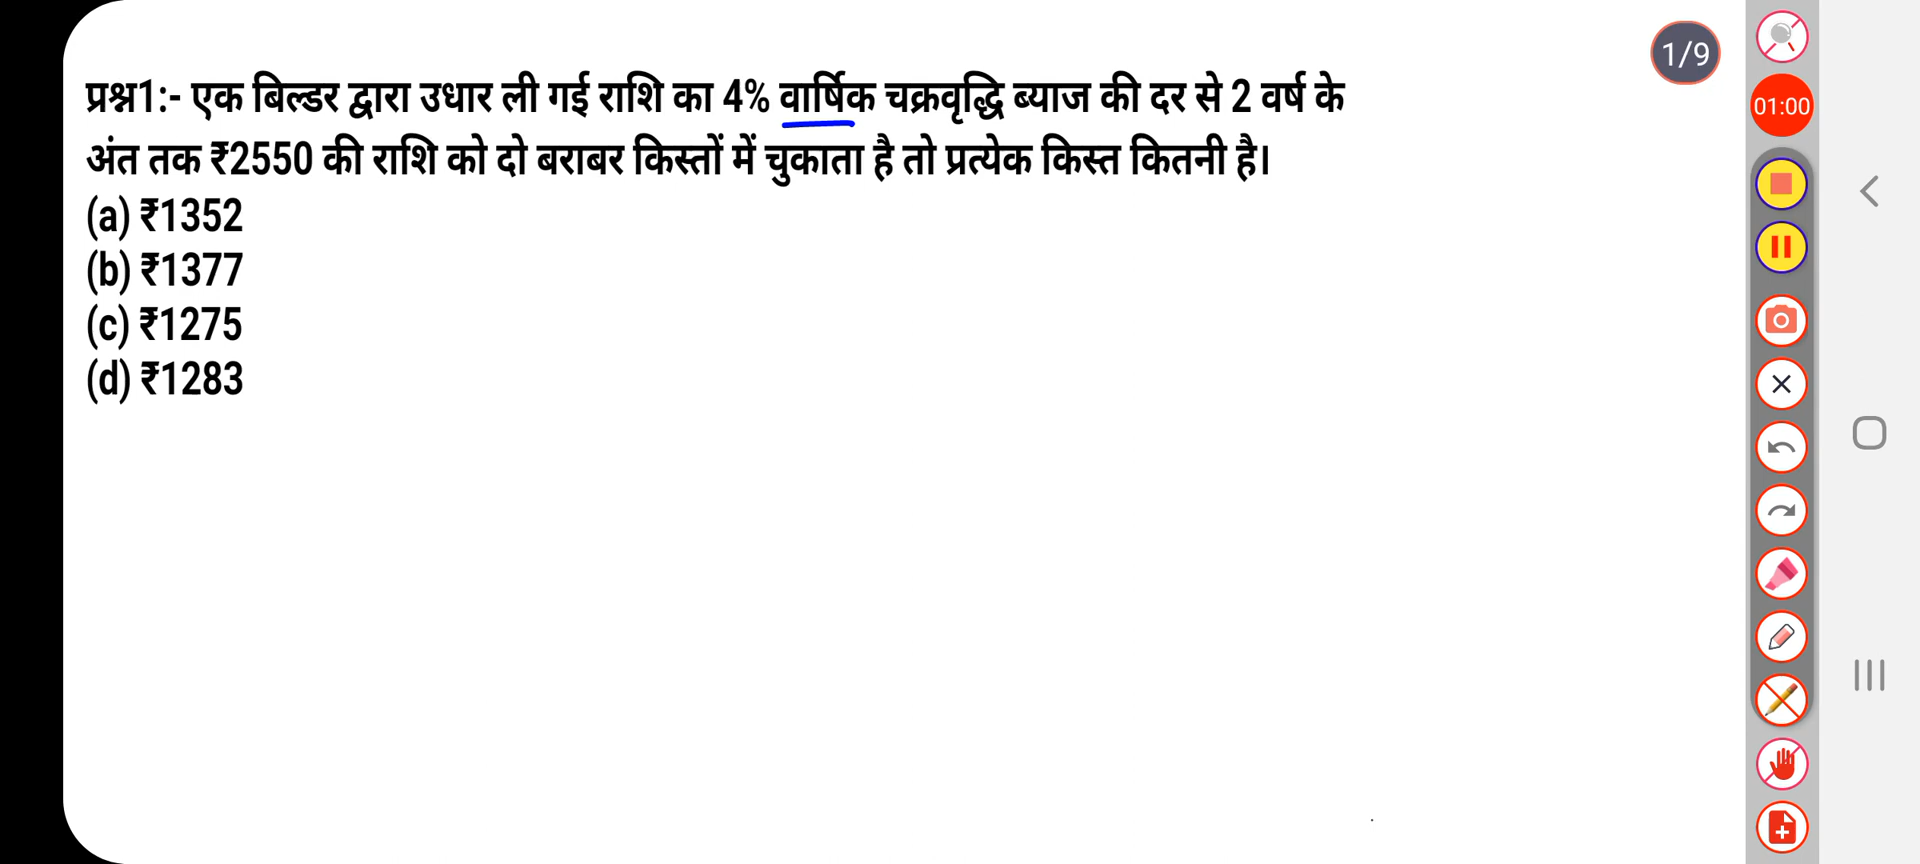 1/9
01:00
प्रश्न1:- एक बिल्डर द्वारा उधार ली गई राशि का 4% वार्षिक चक्रवृद्धि ब्याज की दर से 2 वर्ष के
अंत तक ₹2550 की राशि को दो बराबर किस्तों में चुकाता है तो प्रत्येक किस्त कितनी है।
(a) ₹1352
(b) ₹1377
(c) ₹1275
(d) ₹1283